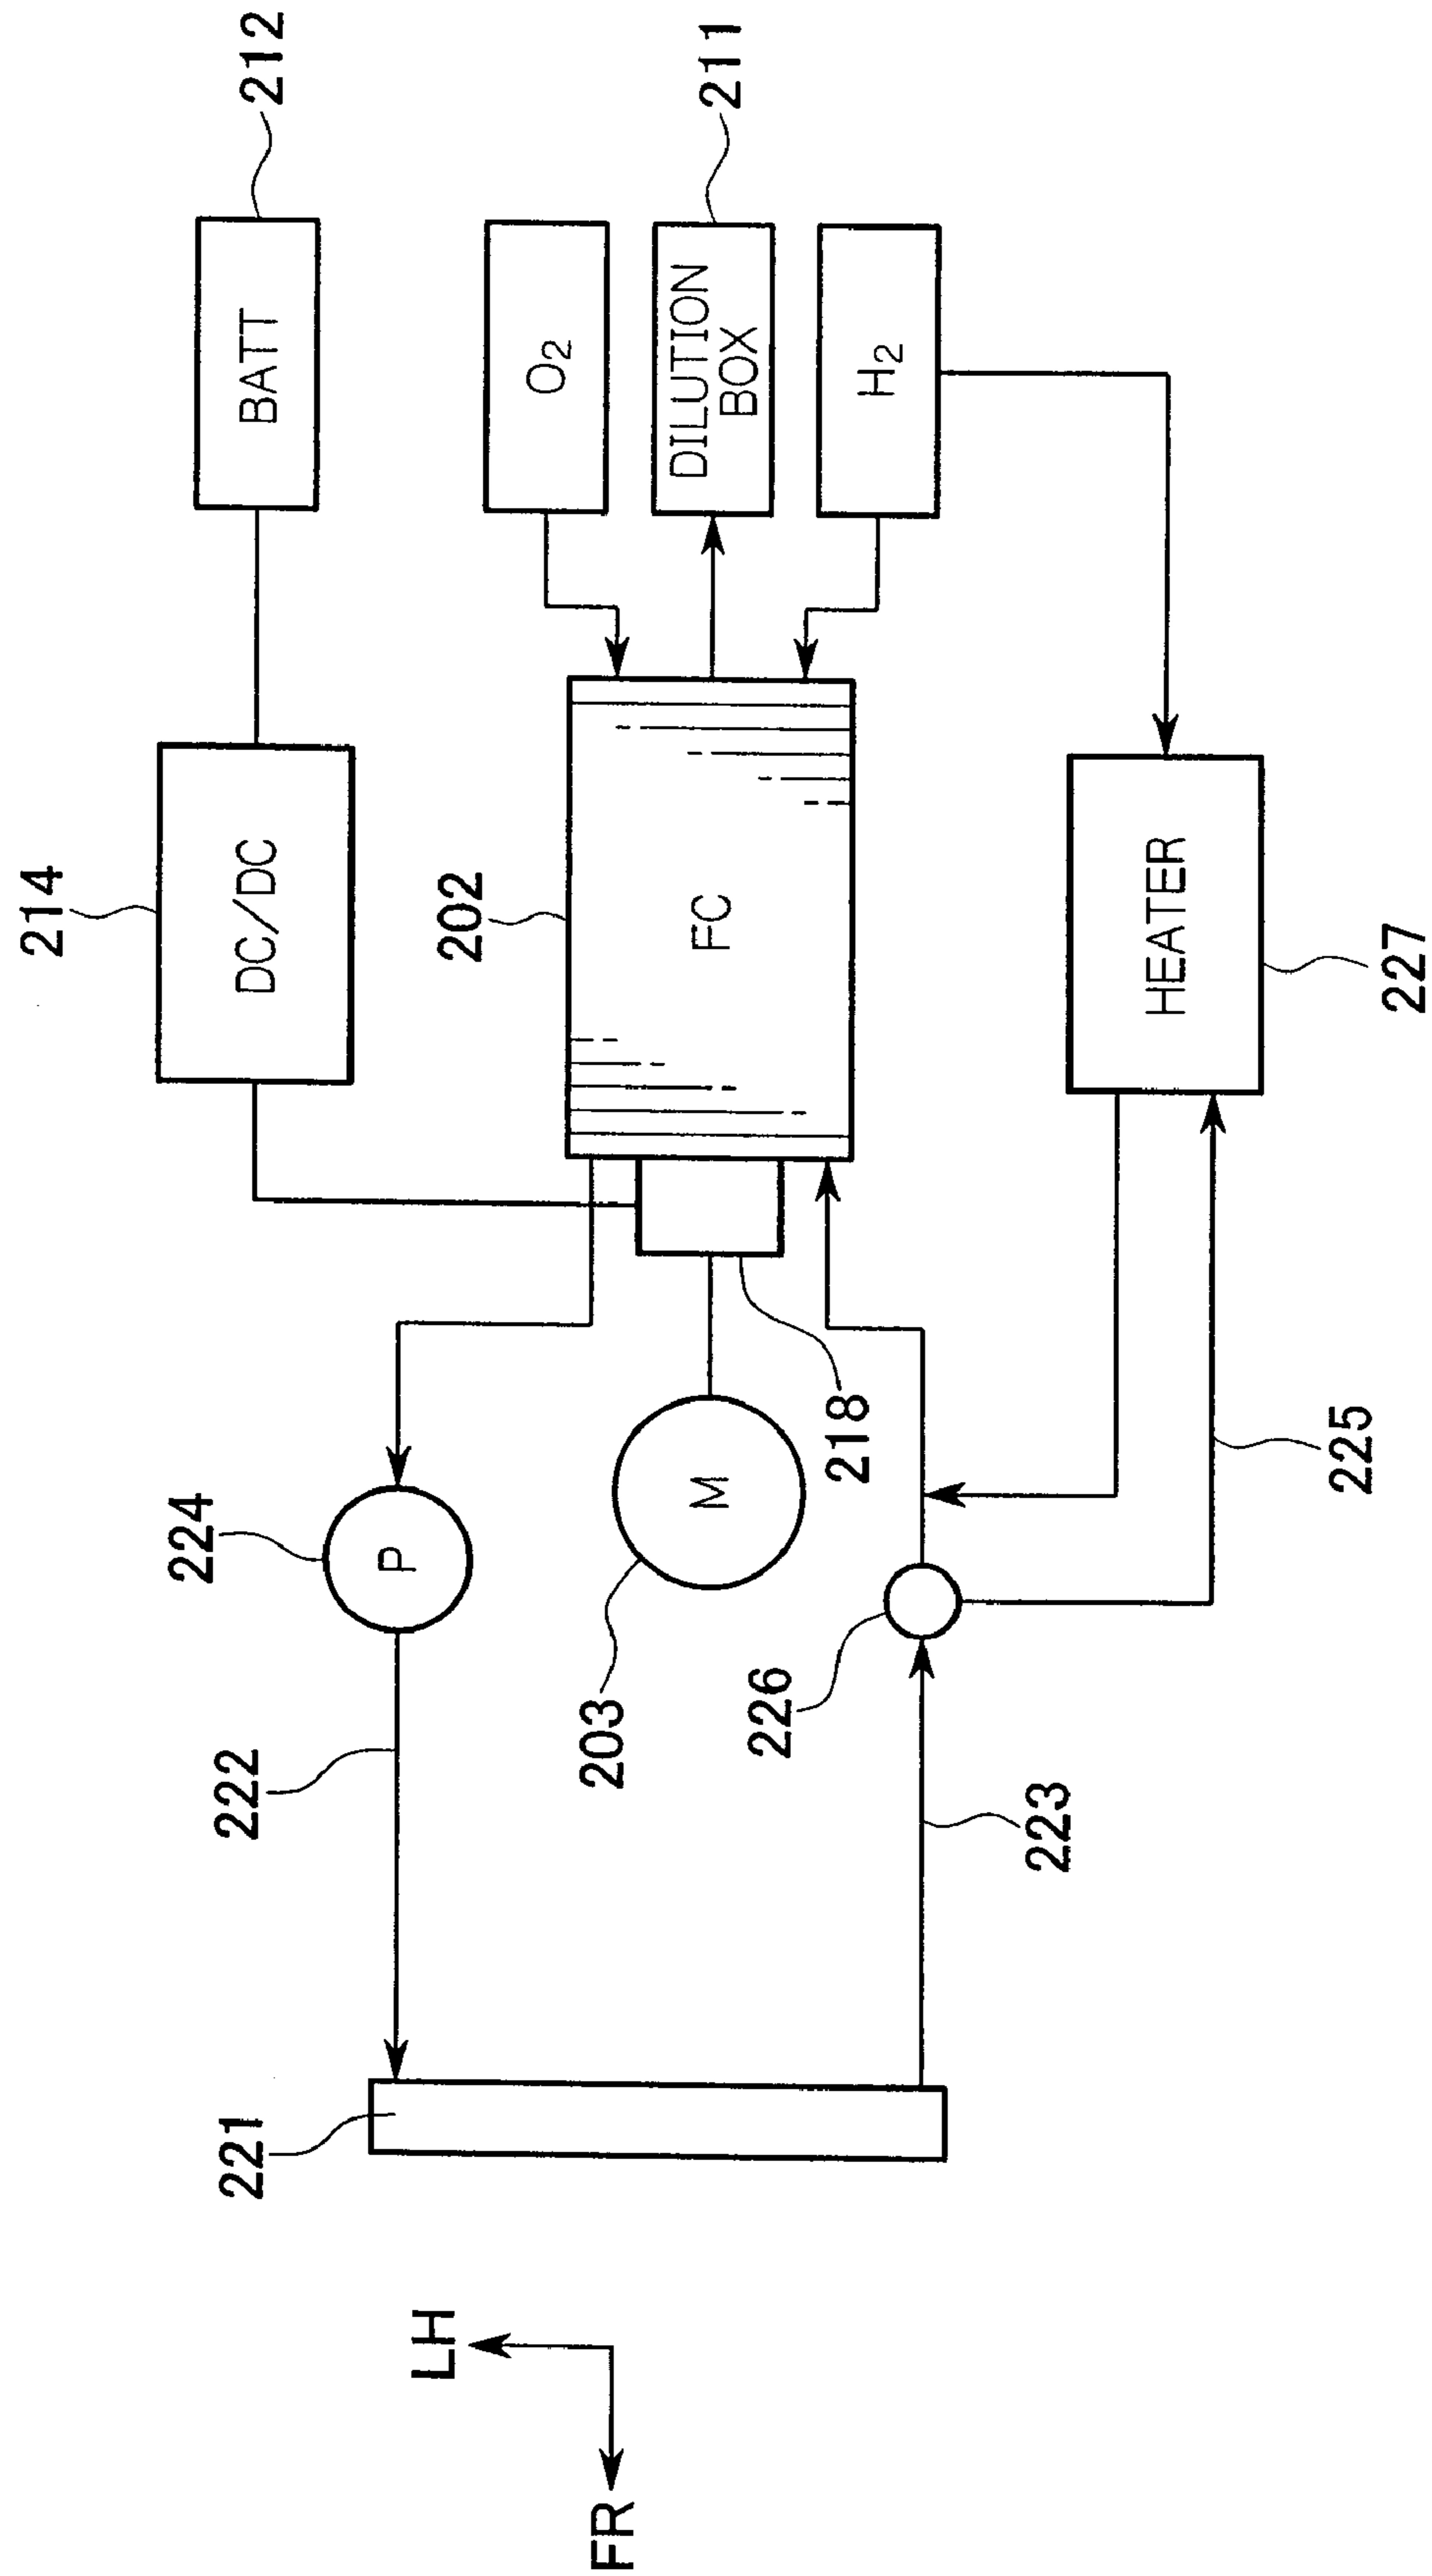 212
BATT
214
DC/DC
O2
211
DILUTION
BOX
H2
202
FC
HEATER
227
224
P
M
218
225
222
203
226
223
221
LH
FR